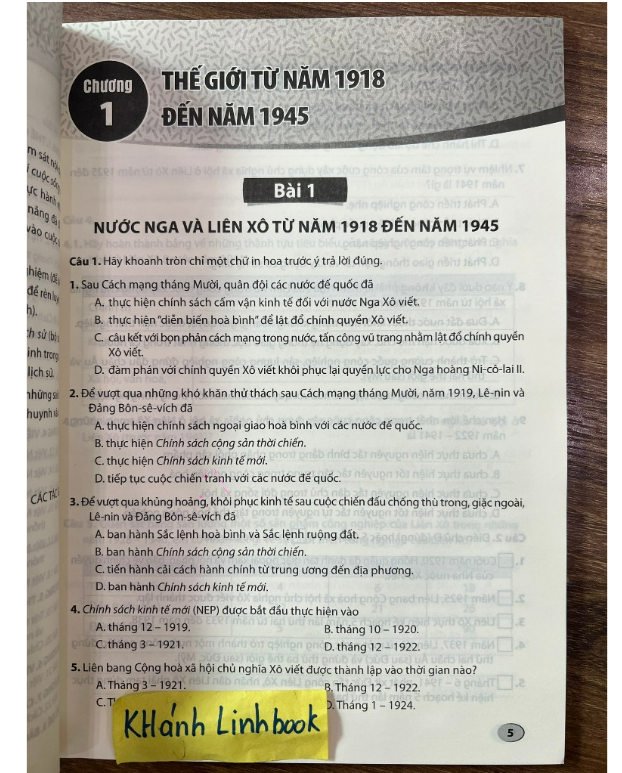 Chương
1
THẾ GIỚI TỪ NĂM 1918
ĐẾN NĂM 1945
Bài 1
NƯỚC NGA VÀ LIÊN XÔ TỪ NĂM 1918 ĐẾN NĂM 1945
Câu 1. Hãy khoanh tròn chỉ một chữ in hoa trước ý trả lời đúng.
1. Sau Cách mạng tháng Mười, quân đội các nước đế quốc đã
A. thực hiện chính sách cấm vận kinh tế đối với nước Nga Xô viết.
B. thực hiện "diễn biến hoà bình" để lật đổ chính quyền Xô viết.
C. câu kết với bọn phản cách mạng trong nước, tấn công vũ trang nhằm lật đổ chính quyền
Xô viết.
D. đàm phán với chính quyền Xô viết khôi phục lại quyền lực cho Nga hoàng Ni-cô-lai II.
2. Để vượt qua những khó khăn thử thách sau Cách mạng tháng Mười, năm 1919, Lê-nin và
Đảng Bôn-sê-vích đã
A. thực hiện chính sách ngoại giao hoà bình với các nước đế quốc.
B. thực hiện Chính sách cộng sản thời chiến.
C. thực hiện Chính sách kinh tế mới.
D. tiếp tục cuộc chiến tranh với các nước đế quốc.
3. Để vượt qua khủng hoảng, khôi phục kinh tế sau cuộc chiến đấu chống thù trong, giặc ngoài,
Lê-nin và Đảng Bôn-sê-vích đã
A. ban hành Sắc lệnh hoà bình và Sắc lệnh ruộng đất.
B. ban hành Chính sách cộng sản thời chiến.
C. tiến hành cải cách hành chính từ trung ương đến địa phương.
D. ban hành Chính sách kinh tế mới.
4. Chính sách kinh tế mới (NEP) được bắt đầu thực hiện vào
A. tháng 12 – 1919. B. tháng 10 – 1920.
C. tháng 3 – 1921. D. tháng 12 – 1922.
5. Liên bang Cộng hoà xã hội chủ nghĩa Xô viết được thành lập vào thời gian nào?
A. Tháng 3 – 1921. B. Tháng 12 – 1922.
C. D. Tháng 1 – 1924.
KHánh Linhbook
5